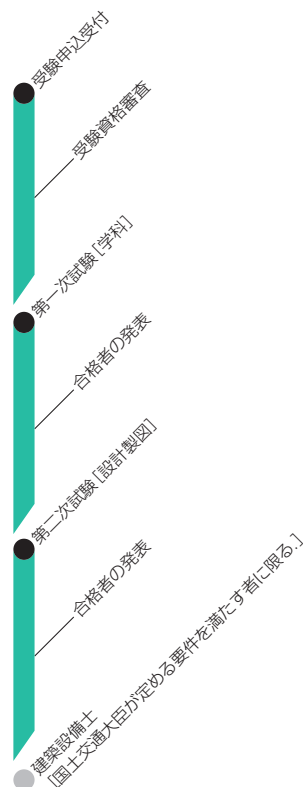 受験申込受付
受験資格審査
第一次試験[学科]
合格者の発表
第二次試験[設計製図]
合格者の発表
建築設備士
[国土交通大臣が定める要件を満たす者に限る.]